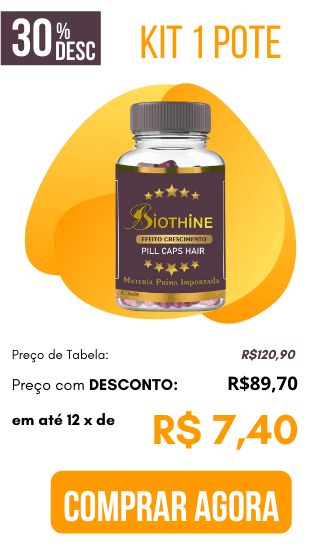 30% DESC
KIT 1 POTE
BIOTHINE
EFEITO CRESCIMENTO
PILL CAPS HAIR
MATERÍA PRIMA IMPORTADA
Preço de Tabela: R$120,90
Preço com DESCONTO: R$89,70
em até 12 x de R$ 7,40
COMPRAR AGORA